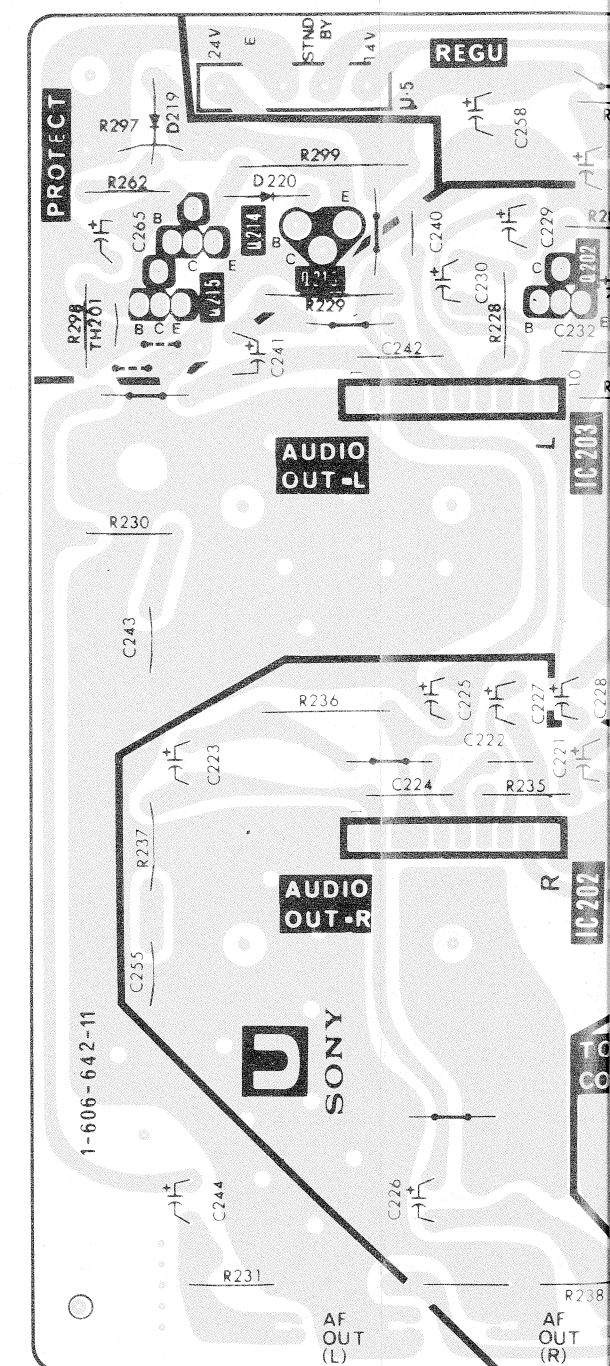 24V
E
STND
BY
14V
REGU
U·5
C258
PROTECT
R297
D219
R299
R262
D220
E
C265
B
C
E
Q214
B
C
C240
C229
C230
Q202
C
B
E
R298
TH201
B C E
Q215
R229
R228
C232
C241
C242
1
10
L
AUDIO
OUT-L
IC203
R230
C243
R236
C225
C227
C228
C222
C221
C223
C224
R235
1
R237
AUDIO
OUT-R
R
IC202
C255
1-606-642-11
SONY
C244
C226
R231
R238
AF
OUT
(L)
AF
OUT
(R)